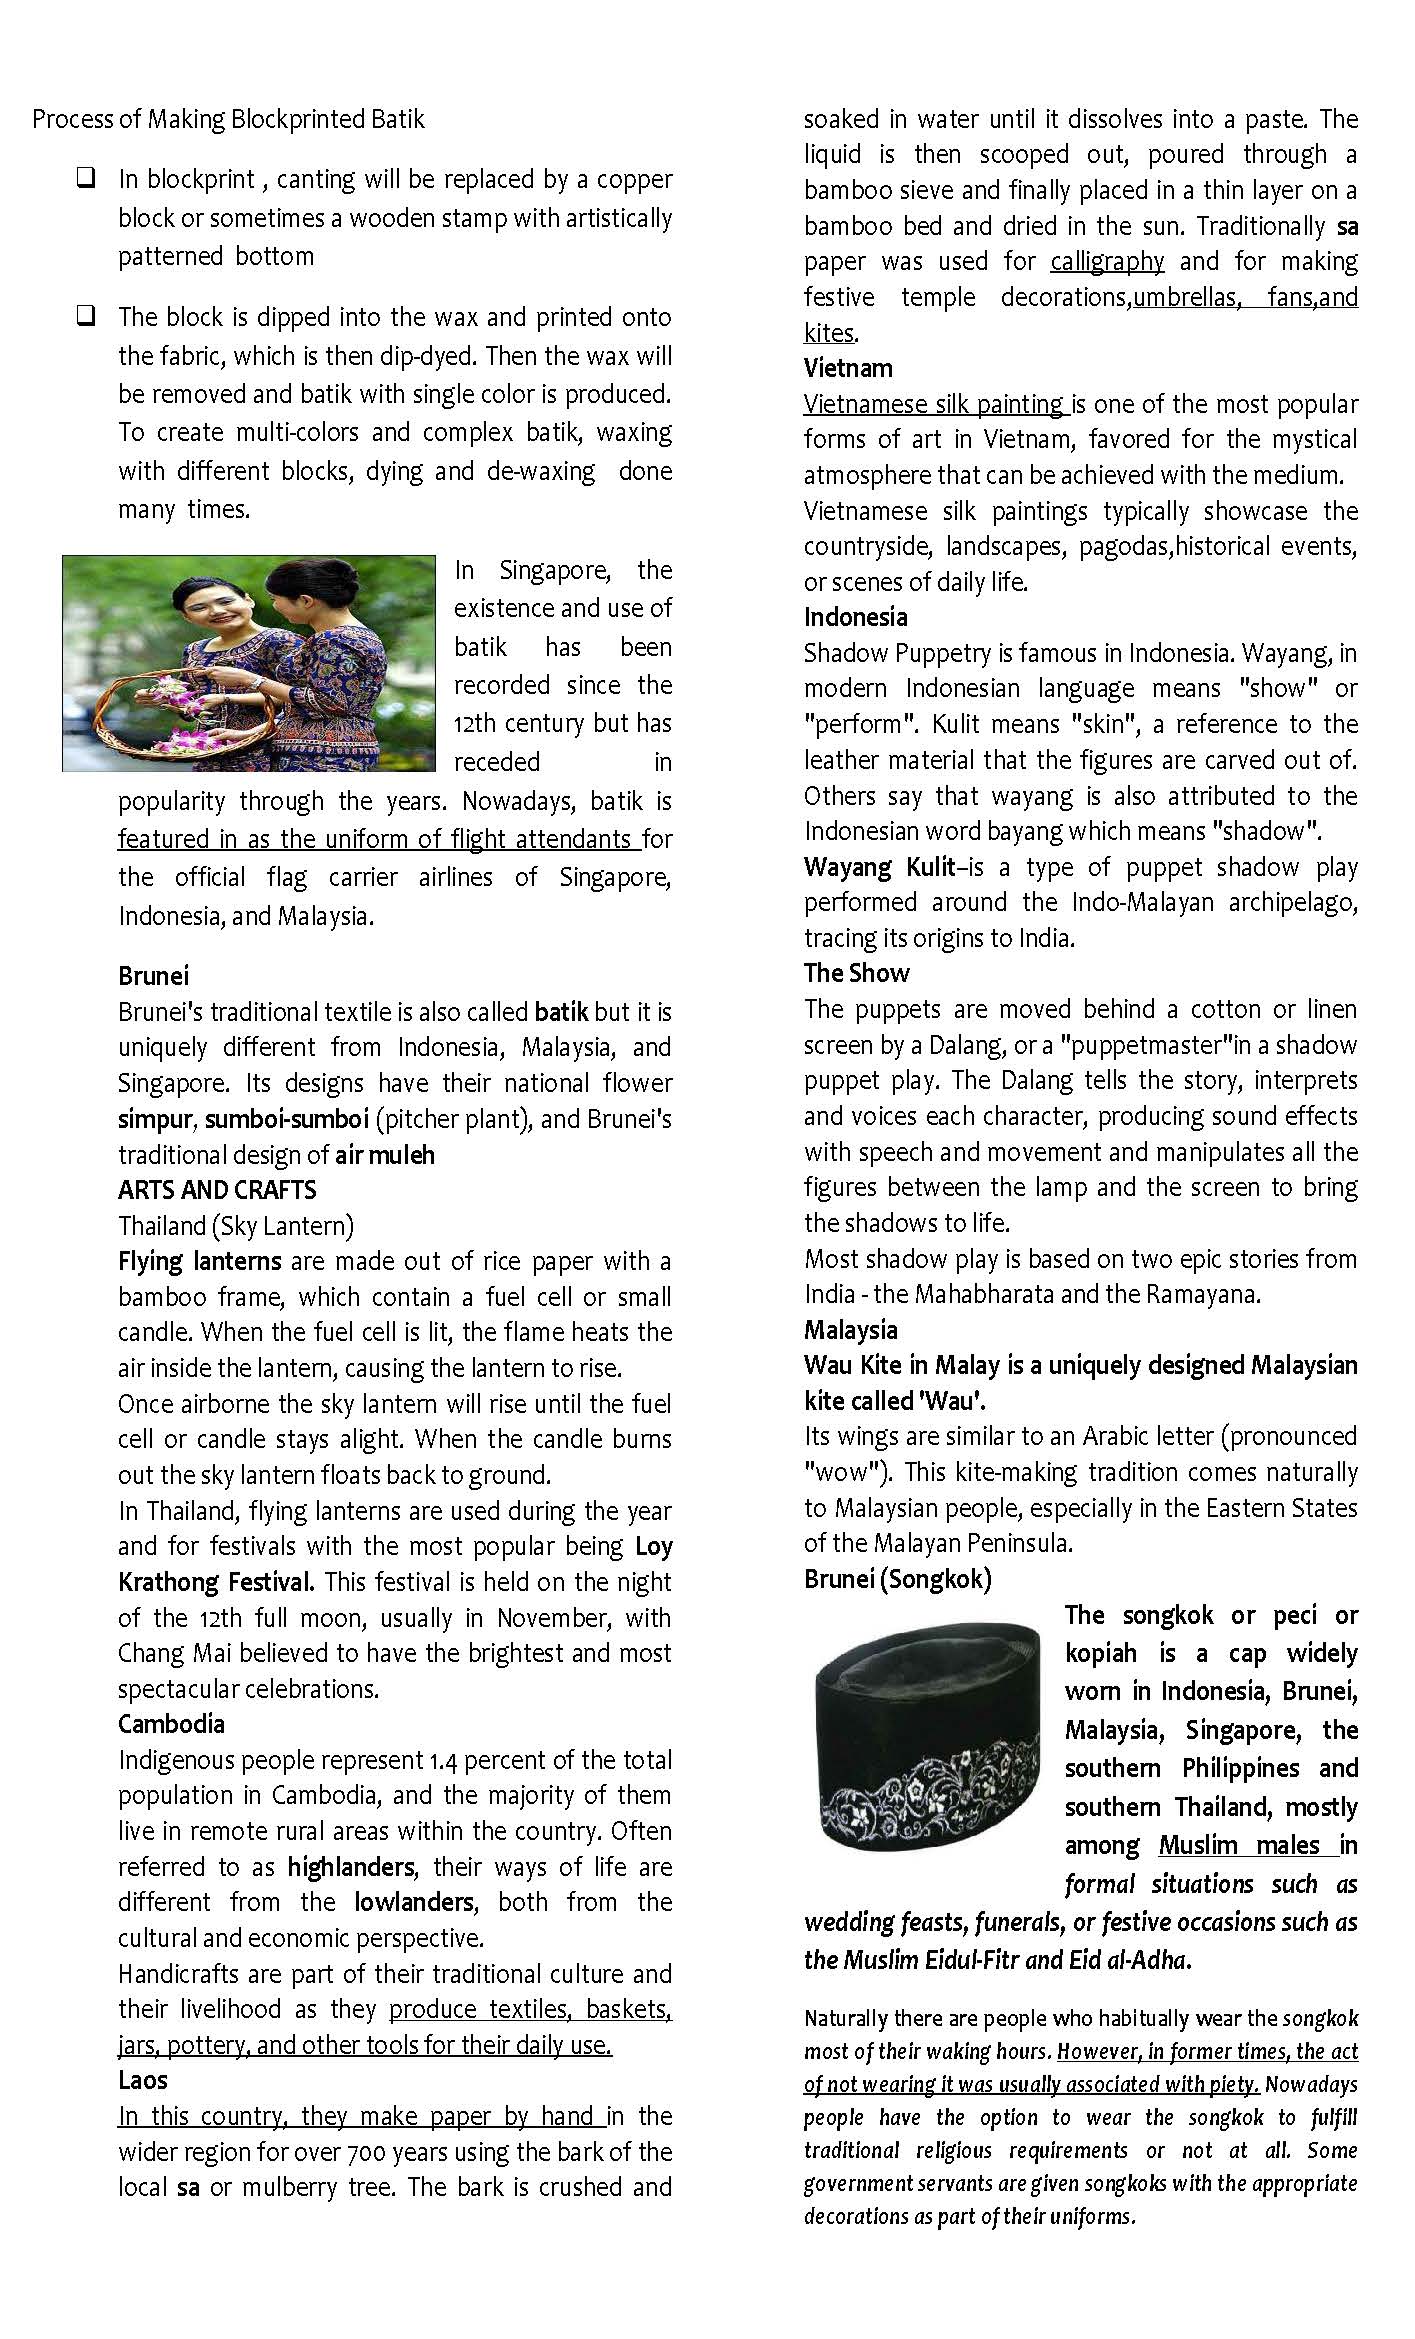 Process of Making Blockprinted Batik
In blockprint , canting will be replaced by a copper
block or sometimes a wooden stamp with artistically
patterned bottom
The block is dipped into the wax and printed onto
the fabric, which is then dip-dyed. Then the wax will
be removed and batik with single color is produced.
To create multi-colors and complex batik, waxing
with different blocks, dying and de-waxing done
many times.
In Singapore, the
existence and use of
batik has been
recorded since the
12th century but has
receded in
popularity through the years. Nowadays, batik is
featured in as the uniform of flight attendants for
the official flag carrier airlines of Singapore,
Indonesia, and Malaysia.
Brunei
Brunei's traditional textile is also called batik but it is
uniquely different from Indonesia, Malaysia, and
Singapore. Its designs have their national flower
simpur, sumboi-sumboi (pitcher plant), and Brunei's
traditional design of air muleh
ARTS AND CRAFTS
Thailand (Sky Lantern)
Flying lanterns are made out of rice paper with a
bamboo frame, which contain a fuel cell or small
candle. When the fuel cell is lit, the flame heats the
air inside the lantern, causing the lantern to rise.
Once airborne the sky lantern will rise until the fuel
cell or candle stays alight. When the candle burns
out the sky lantern floats back to ground.
In Thailand, flying lanterns are used during the year
and for festivals with the most popular being Loy
Krathong Festival. This festival is held on the night
of the 12th full moon, usually in November, with
Chang Mai believed to have the brightest and most
spectacular celebrations.
Cambodia
Indigenous people represent 1.4 percent of the total
population in Cambodia, and the majority of them
live in remote rural areas within the country. Often
referred to as highlanders, their ways of life are
different from the lowlanders, both from the
cultural and economic perspective.
Handicrafts are part of their traditional culture and
their livelihood as they produce textiles, baskets,
jars, pottery, and other tools for their daily use.
Laos
In this country, they make paper by hand in the
wider region for over 700 years using the bark of the
local sa or mulberry tree. The bark is crushed and
soaked in water until it dissolves into a paste. The
liquid is then scooped out, poured through a
bamboo sieve and finally placed in a thin layer on a
bamboo bed and dried in the sun. Traditionally sa
paper was used for calligraphy and for making
festive temple decorations,umbrellas, fans,and
kites.
Vietnam
Vietnamese silk painting is one of the most popular
forms of art in Vietnam, favored for the mystical
atmosphere that can be achieved with the medium.
Vietnamese silk paintings typically showcase the
countryside, landscapes, pagodas,historical events,
or scenes of daily life.
Indonesia
Shadow Puppetry is famous in Indonesia. Wayang, in
modern Indonesian language means "show" or
"perform". Kulit means "skin", a reference to the
leather material that the figures are carved out of.
Others say that wayang is also attributed to the
Indonesian word bayang which means "shadow".
Wayang Kulit–is a type of puppet shadow play
performed around the Indo-Malayan archipelago,
tracing its origins to India.
The Show
The puppets are moved behind a cotton or linen
screen by a Dalang, or a "puppetmaster"in a shadow
puppet play. The Dalang tells the story, interprets
and voices each character, producing sound effects
with speech and movement and manipulates all the
figures between the lamp and the screen to bring
the shadows to life.
Most shadow play is based on two epic stories from
India - the Mahabharata and the Ramayana.
Malaysia
Wau Kite in Malay is a uniquely designed Malaysian
kite called 'Wau'.
Its wings are similar to an Arabic letter (pronounced
"wow"). This kite-making tradition comes naturally
to Malaysian people, especially in the Eastern States
of the Malayan Peninsula.
Brunei (Songkok)
The songkok or peci or
kopiah is a cap widely
worn in Indonesia, Brunei,
Malaysia, Singapore, the
southern Philippines and
southern Thailand, mostly
among Muslim males in
formal situations such as
wedding feasts, funerals, or festive occasions such as
the Muslim Eidul-Fitr and Eid al-Adha.
Naturally there are people who habitually wear the songkok
most of their waking hours. However, in former times, the act
of not wearing it was usually associated with piety. Nowadays
people have the option to wear the songkok to fulfill
traditional religious requirements or not at all. Some
government servants are given songkoks with the appropriate
decorations as part of their uniforms.